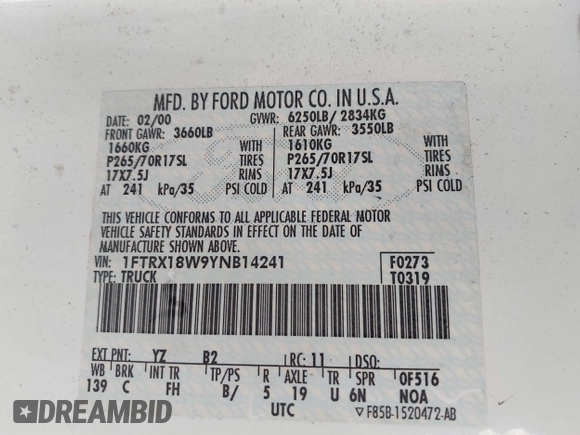 MFD. BY FORD MOTOR CO. IN U.S.A.
DATE: 02/00 GVWR: 6250LB/ 2834KG
FRONT GAWR: 3660LB REAR GAWR: 3550LB
1660KG WITH 1610KG WITH
P265/70R17SL TIRES P265/70R17SL TIRES
17X7.5J RIMS 17X7.5J RIMS
AT 241 kPa/35 PSI COLD AT 241 kPa/35 PSI COLD
THIS VEHICLE CONFORMS TO ALL APPLICABLE FEDERAL MOTOR
VEHICLE SAFETY STANDARDS IN EFFECT ON THE DATE OF
MANUFACTURE SHOWN ABOVE.
VIN: 1FTRX18W9YNB14241 F0273
TYPE: TRUCK T0319
EXT PNT: YZ B2 RC: 11 DSO:
WB BRK INT TR TP/PS R AXLE TR SPR 0F516
139 C FH B/ 5 19 U 6N NOA
UTC F85B-1520472-AB
DREAMBID